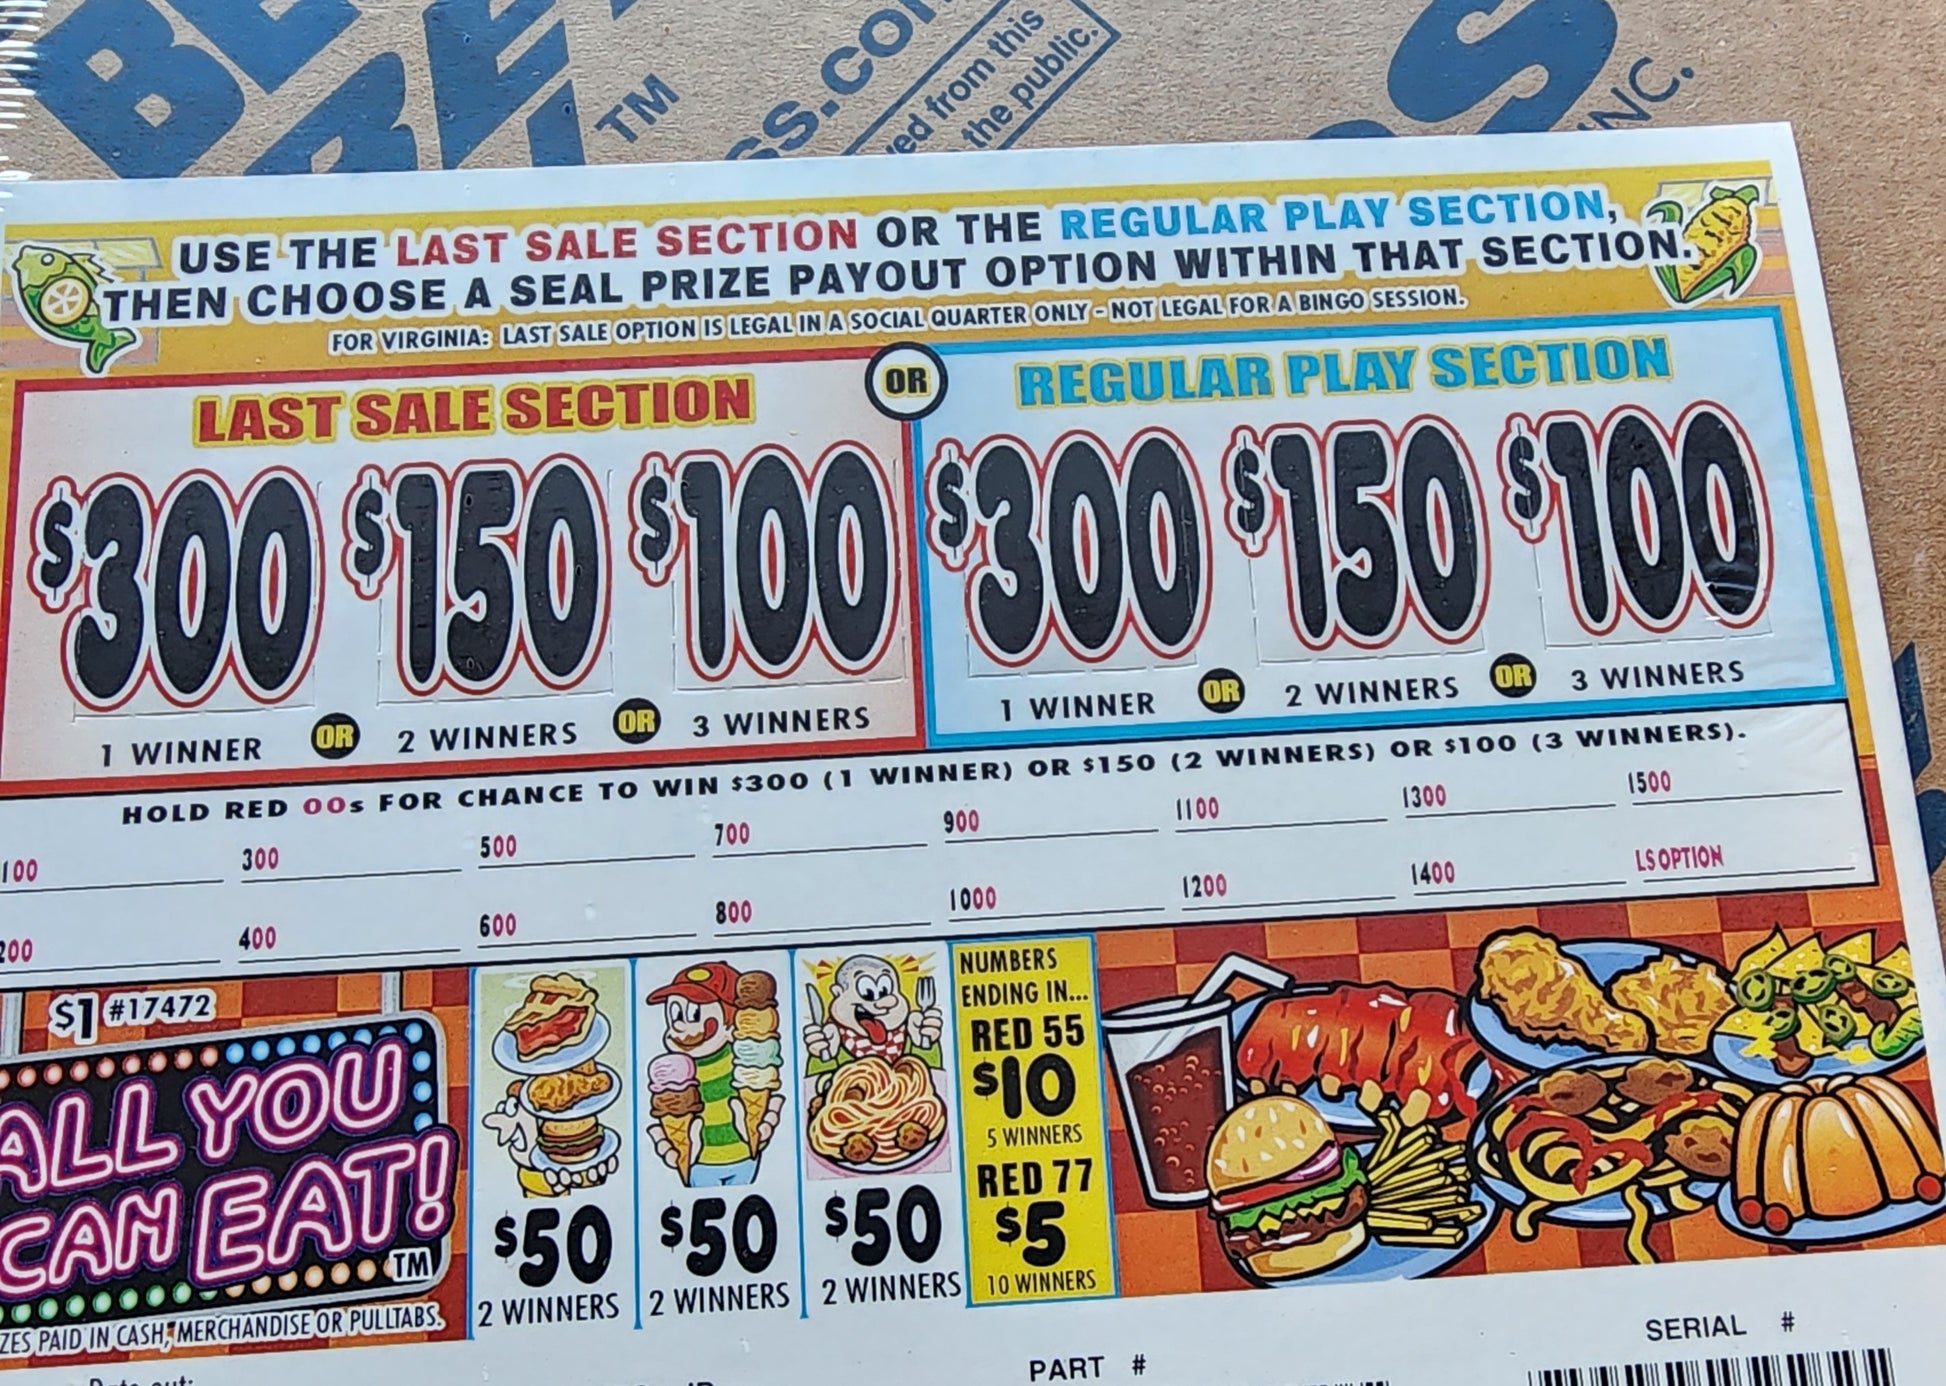 TM
ss.com
ved from this
the public.
S
INC.
USE THE LAST SALE SECTION OR THE REGULAR PLAY SECTION,
THEN CHOOSE A SEAL PRIZE PAYOUT OPTION WITHIN THAT SECTION.
FOR VIRGINIA: LAST SALE OPTION IS LEGAL IN A SOCIAL QUARTER ONLY - NOT LEGAL FOR A BINGO SESSION.
LAST SALE SECTION
OR
REGULAR PLAY SECTION
$300 $150 $100
$300 $150 $100
1 WINNER OR 2 WINNERS OR 3 WINNERS
1 WINNER OR 2 WINNERS OR 3 WINNERS
HOLD RED 00s FOR CHANCE TO WIN $300 (1 WINNER) OR $150 (2 WINNERS) OR $100 (3 WINNERS).
100 300 500 700 900 1100 1300 1500
200 400 600 800 1000 1200 1400 LS OPTION
$1 #17472
ALL YOU
CAN EAT!
TM
ZES PAID IN CASH, MERCHANDISE OR PULLTABS.
$50
2 WINNERS
$50
2 WINNERS
$50
2 WINNERS
NUMBERS
ENDING IN...
RED 55
$10
5 WINNERS
RED 77
$5
10 WINNERS
SERIAL #
PART #
Date out: